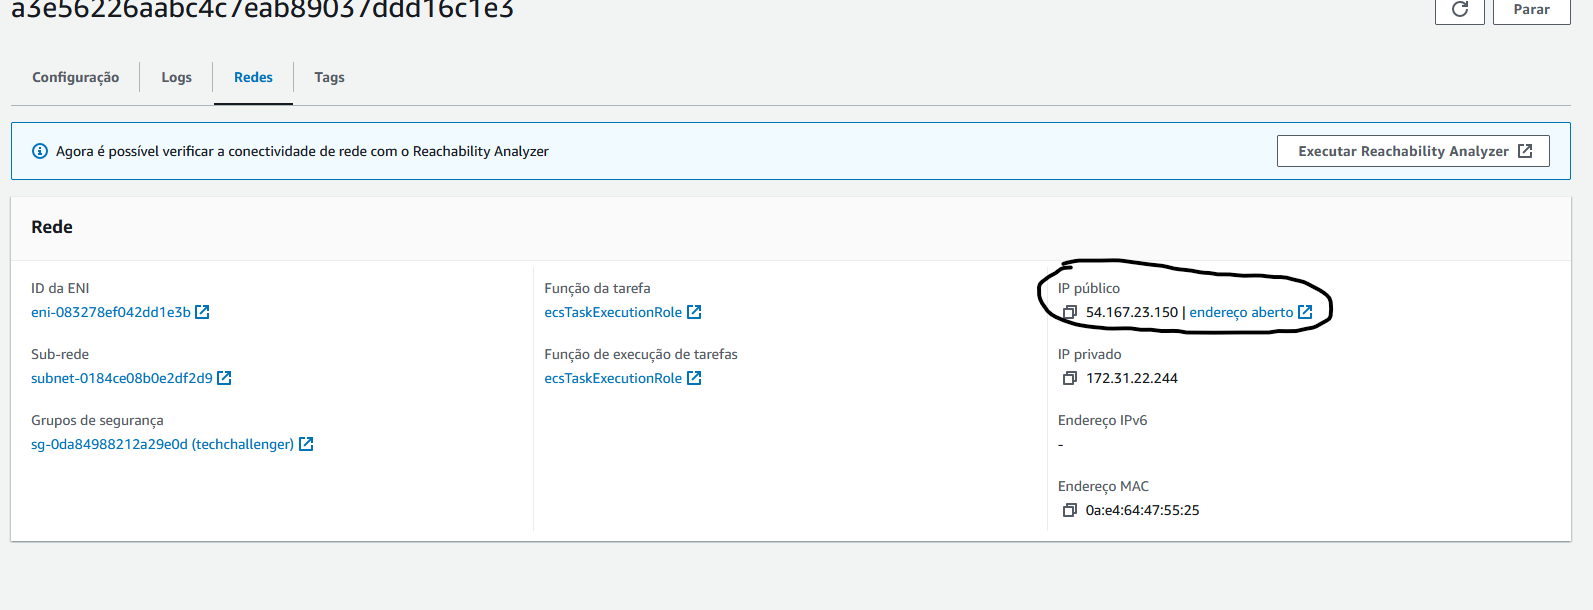 a3e56226aabc4c7eab89037ddd16c1e3
Parar
Configuração
Logs
Redes
Tags
Agora é possível verificar a conectividade de rede com o Reachability Analyzer
Executar Reachability Analyzer
Rede
ID da ENI
eni-083278ef042dd1e3b
Sub-rede
subnet-0184ce08b0e2df2d9
Grupos de segurança
sg-0da84988212a29e0d (techchallenger)
Função da tarefa
ecsTaskExecutionRole
Função de execução de tarefas
ecsTaskExecutionRole
IP público
54.167.23.150 | endereço aberto
IP privado
172.31.22.244
Endereço IPv6
-
Endereço MAC
0a:e4:64:47:55:25